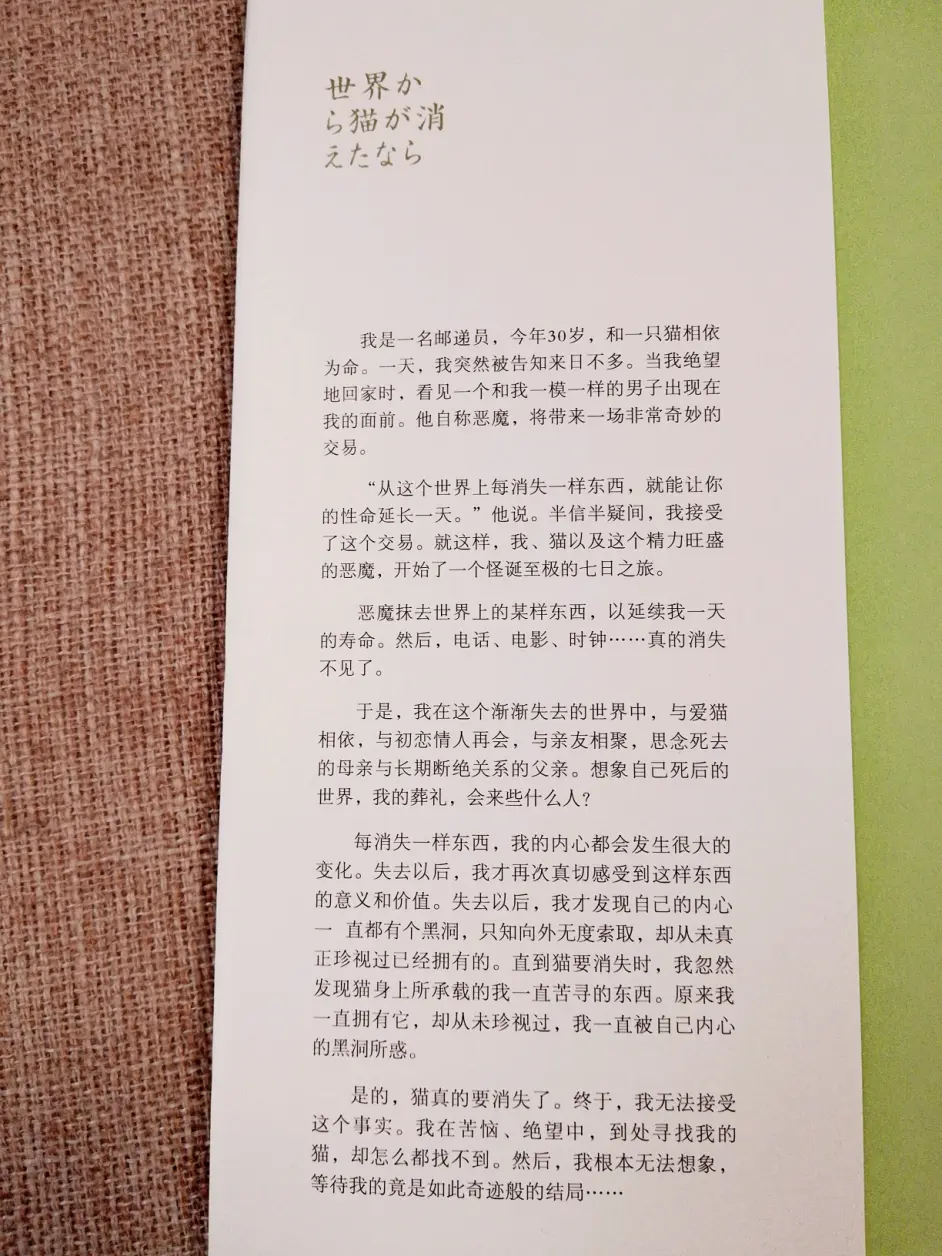 世界か
ら猫が消
えたなら
我是一名邮递员，今年30岁，和一只猫相依
为命。一天，我突然被告知来日不多。当我绝望
地回家时，看见一个和我一模一样的男子出现在
我的面前。他自称恶魔，将带来一场非常奇妙的
交易。
“从这个世界上每消失一样东西，就能让你
的性命延长一天。”他说。半信半疑间，我接受
了这个交易。就这样，我、猫以及这个精力旺盛
的恶魔，开始了一个怪诞至极的七日之旅。
恶魔抹去世界上的某样东西，以延续我一天
的寿命。然后，电话、电影、时钟……真的消失
不见了。
于是，我在这个渐渐失去的世界中，与爱猫
相依，与初恋情人再会，与亲友相聚，思念死去
的母亲与长期断绝关系的父亲。想象自己死后的
世界，我的葬礼，会来些什么人？
每消失一样东西，我的内心都会发生很大的
变化。失去以后，我才再次真切感受到这样东西
的意义和价值。失去以后，我才发现自己的内心
一 直都有个黑洞，只知向外无度索取，却从未真
正珍视过已经拥有的。直到猫要消失时，我忽然
发现猫身上所承载的我一直苦寻的东西。原来我
一直拥有它，却从未珍视过，我一直被自己内心
的黑洞所惑。
是的，猫真的要消失了。终于，我无法接受
这个事实。我在苦恼、绝望中，到处寻找我的
猫，却怎么都找不到。然后，我根本无法想象，
等待我的竟是如此奇迹般的结局……